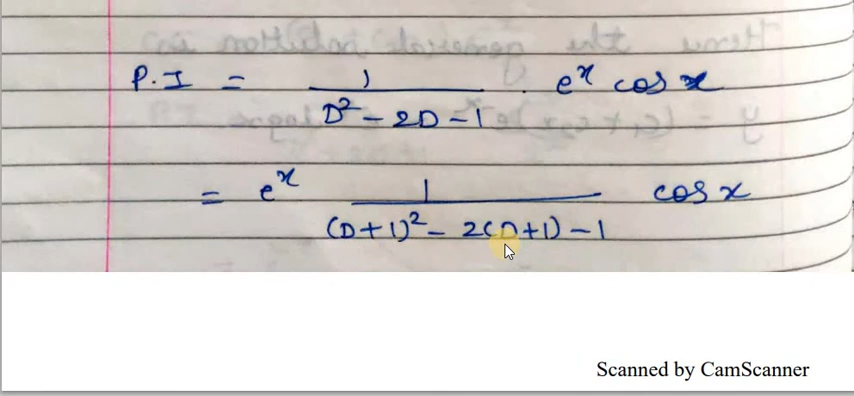 P.I = 1 / D² - 2D - 1 . eˣ cos x
= eˣ 1 / (D+1)² - 2(D+1) - 1 cos x
Scanned by CamScanner